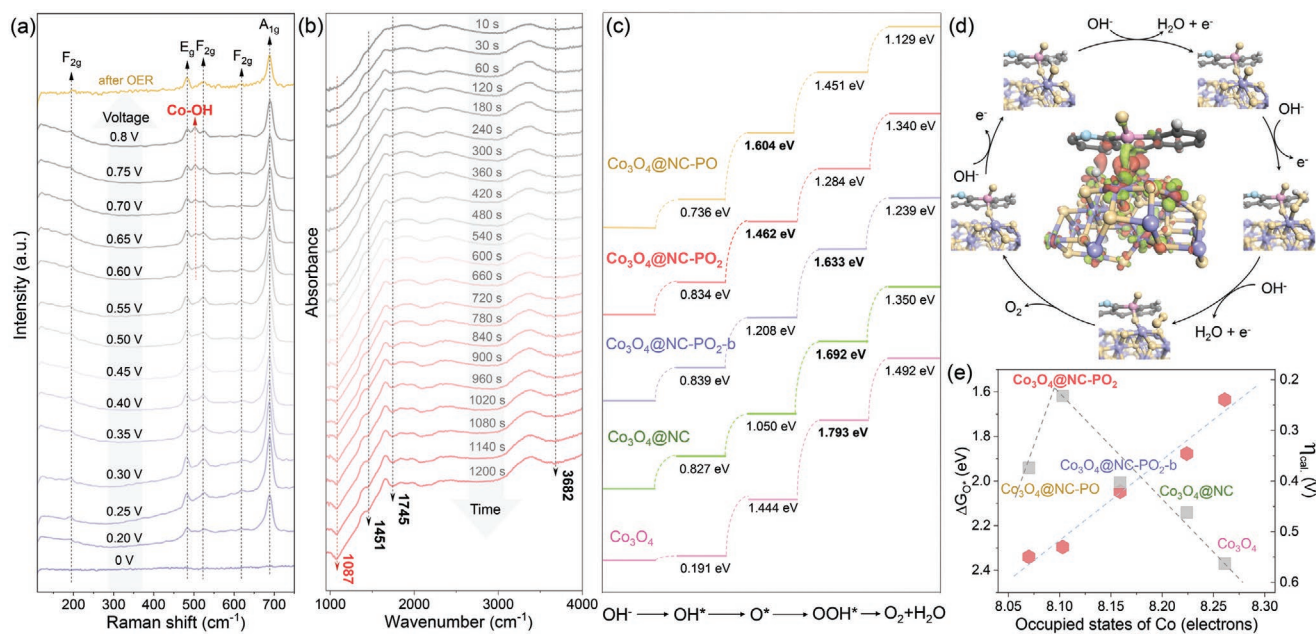 (a)
A1g
Eg F2g
F2g F2g
after OER
Co-OH
Voltage
0.8 V
0.75 V
0.70 V
0.65 V
0.60 V
0.55 V
0.50 V
0.45 V
0.40 V
0.35 V
0.30 V
0.25 V
0.20 V
0 V
Intensity (a.u.)
150 300 450 600 750
Raman shift (cm-1)
(b)
10 s
30 s
60 s
120 s
180 s
240 s
300 s
360 s
420 s
480 s
540 s
600 s
660 s
720 s
780 s
840 s
900 s
960 s
1020 s
1080 s
1140 s
1200 s
Time
1087
1451
1745
3682
Absorbance
1000 2000 3000 4000
Wavenumber (cm-1)
(c)
1.129 eV
1.451 eV
1.604 eV
Co3O4@NC-PO
0.736 eV
1.340 eV
1.284 eV
1.462 eV
Co3O4@NC-PO2
0.834 eV
1.239 eV
1.633 eV
1.208 eV
Co3O4@NC-PO2-b
0.839 eV
1.350 eV
1.692 eV
1.050 eV
Co3O4@NC
0.827 eV
1.492 eV
1.793 eV
1.444 eV
Co3O4
0.191 eV
OH- → OH* → O* → OOH* → O2+H2O
(d)
OH- H2O + e-
OH-
e-
e-
OH-
OH-
H2O + e-
O2
(e)
Co3O4@NC-PO2
Co3O4@NC-PO2-b
Co3O4@NC-PO
Co3O4@NC
Co3O4
ΔGO* (eV)
1.6
1.8
2.0
2.2
2.4
0.2
0.3
0.4
0.5
0.6
ηcal. (V)
8.05 8.10 8.15 8.20 8.25 8.30
Occupied states of Co (electrons)